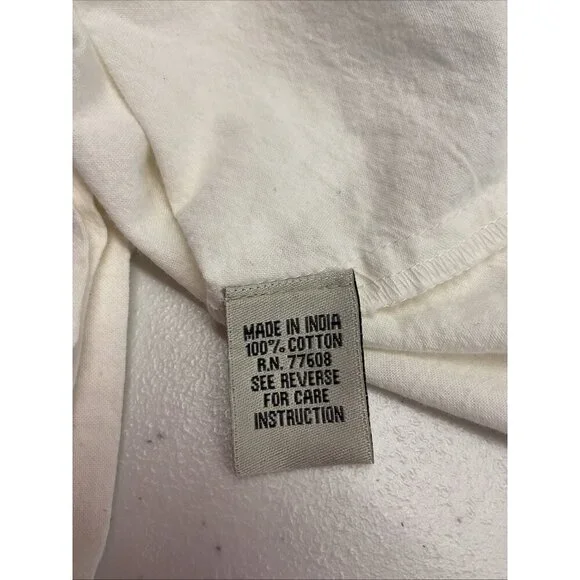 MADE IN INDIA
100% COTTON
R.N. 77608
SEE REVERSE
FOR CARE
INSTRUCTION